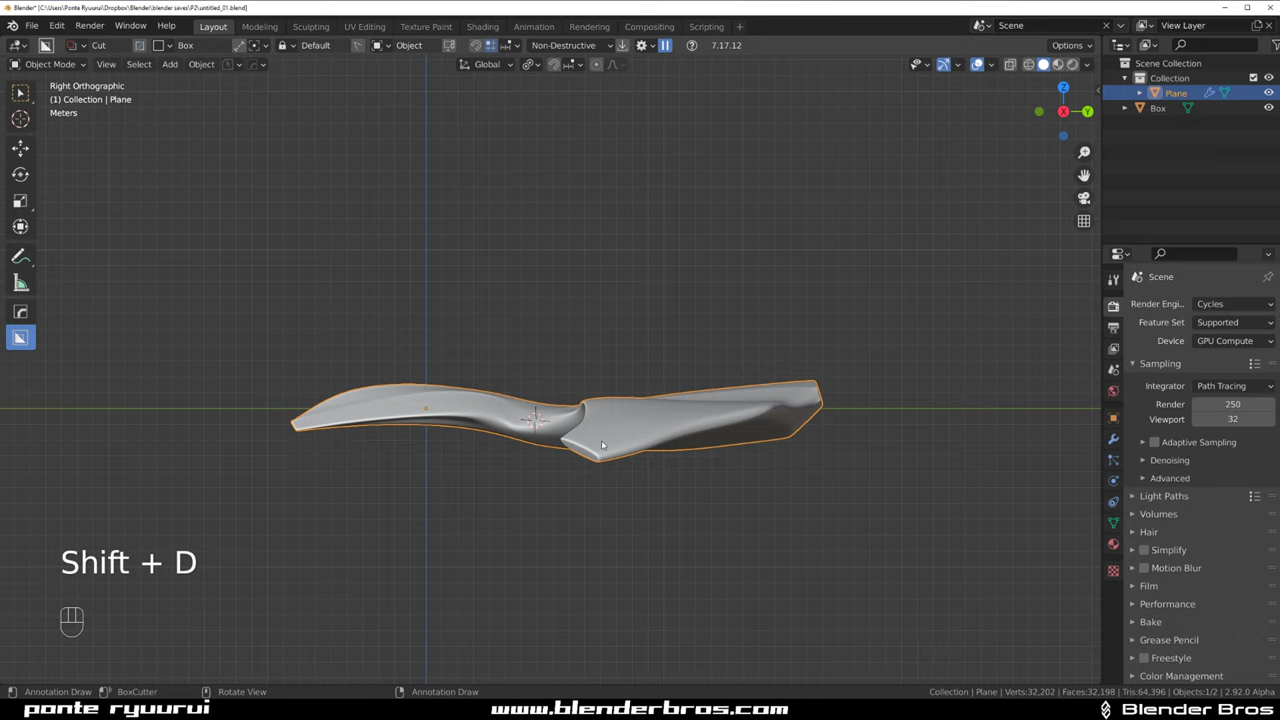 Blender* [C:\Users\Ponte Ryuurui\Dropbox\Blender\blender saves\PZ\untitled_01.blend]
File Edit Render Window Help Layout Modeling Sculpting UV Editing Texture Paint Shading Animation Rendering Compositing Scripting + Scene View Layer
Cut Box Default Object Non-Destructive 7.17.12 Options
Object Mode View Select Add Object Global
Scene Collection
Collection
Plane
Box
Right Orthographic
(1) Collection | Plane
Meters
Z
X
Y
Scene
Render Engi... Cycles
Feature Set Supported
Device GPU Compute
Sampling
Integrator Path Tracing
Render 250
Viewport 32
Adaptive Sampling
Denoising
Advanced
Light Paths
Volumes
Hair
Simplify
Motion Blur
Film
Performance
Bake
Grease Pencil
Freestyle
Color Management
Shift + D
Annotation Draw BoxCutter Rotate View Annotation Draw Collection | Plane | Verts:32,202 | Faces:32,198 | Tris:64,396 | Objects:1/2 | 2.92.0 Alpha
ponte ryuurui www.blenderbros.com Blender Bros